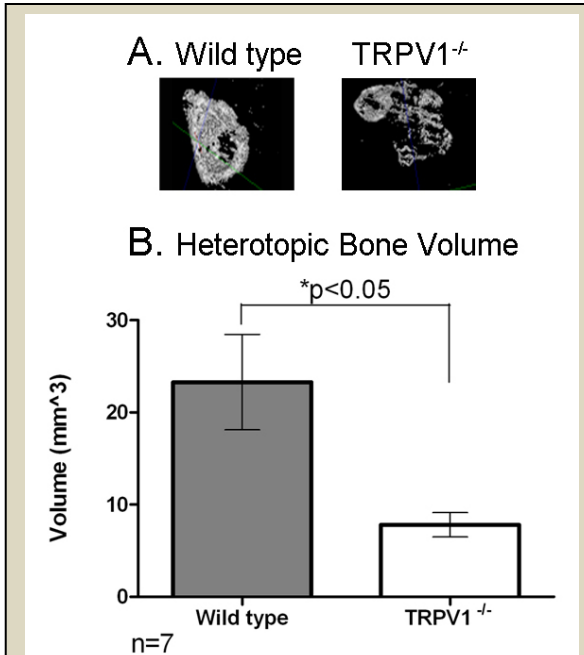 A. Wild type TRPV1-/-
B. Heterotopic Bone Volume
*p<0.05
30
20
10
0
Volume (mm^3)
Wild type TRPV1 -/-
n=7